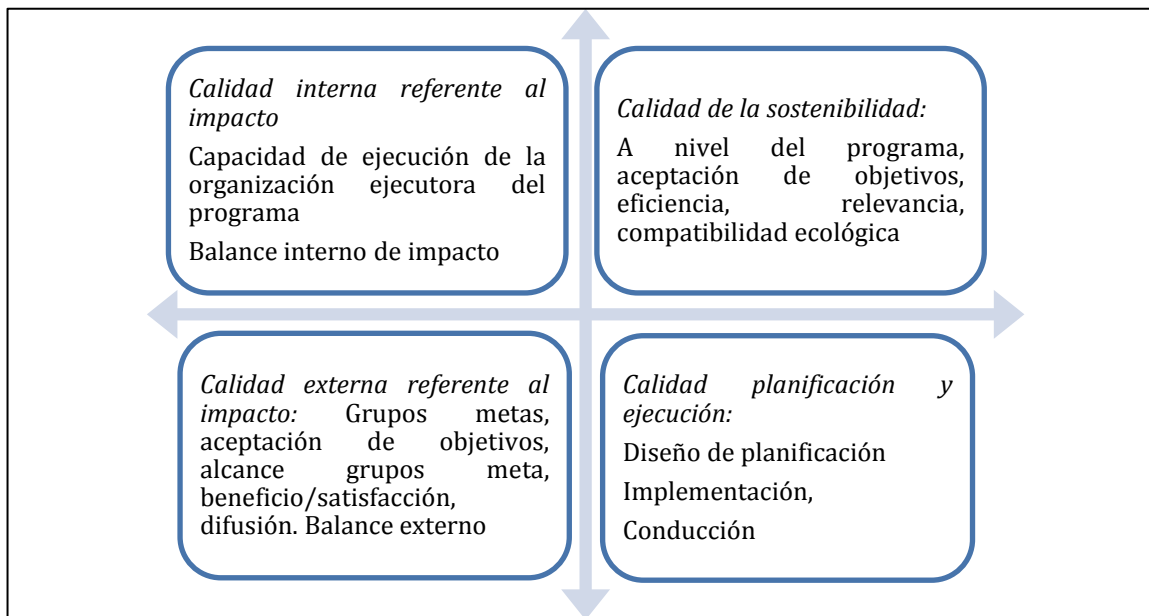 Calidad interna referente al
impacto
Capacidad de ejecución de la
organización ejecutora del
programa
Balance interno de impacto
Calidad de la sostenibilidad:
A nivel del programa,
aceptación de objetivos,
eficiencia, relevancia,
compatibilidad ecológica
Calidad externa referente al
impacto: Grupos metas,
aceptación de objetivos,
alcance grupos meta,
beneficio/satisfacción,
difusión. Balance externo
Calidad planificación y
ejecución:
Diseño de planificación
Implementación,
Conducción